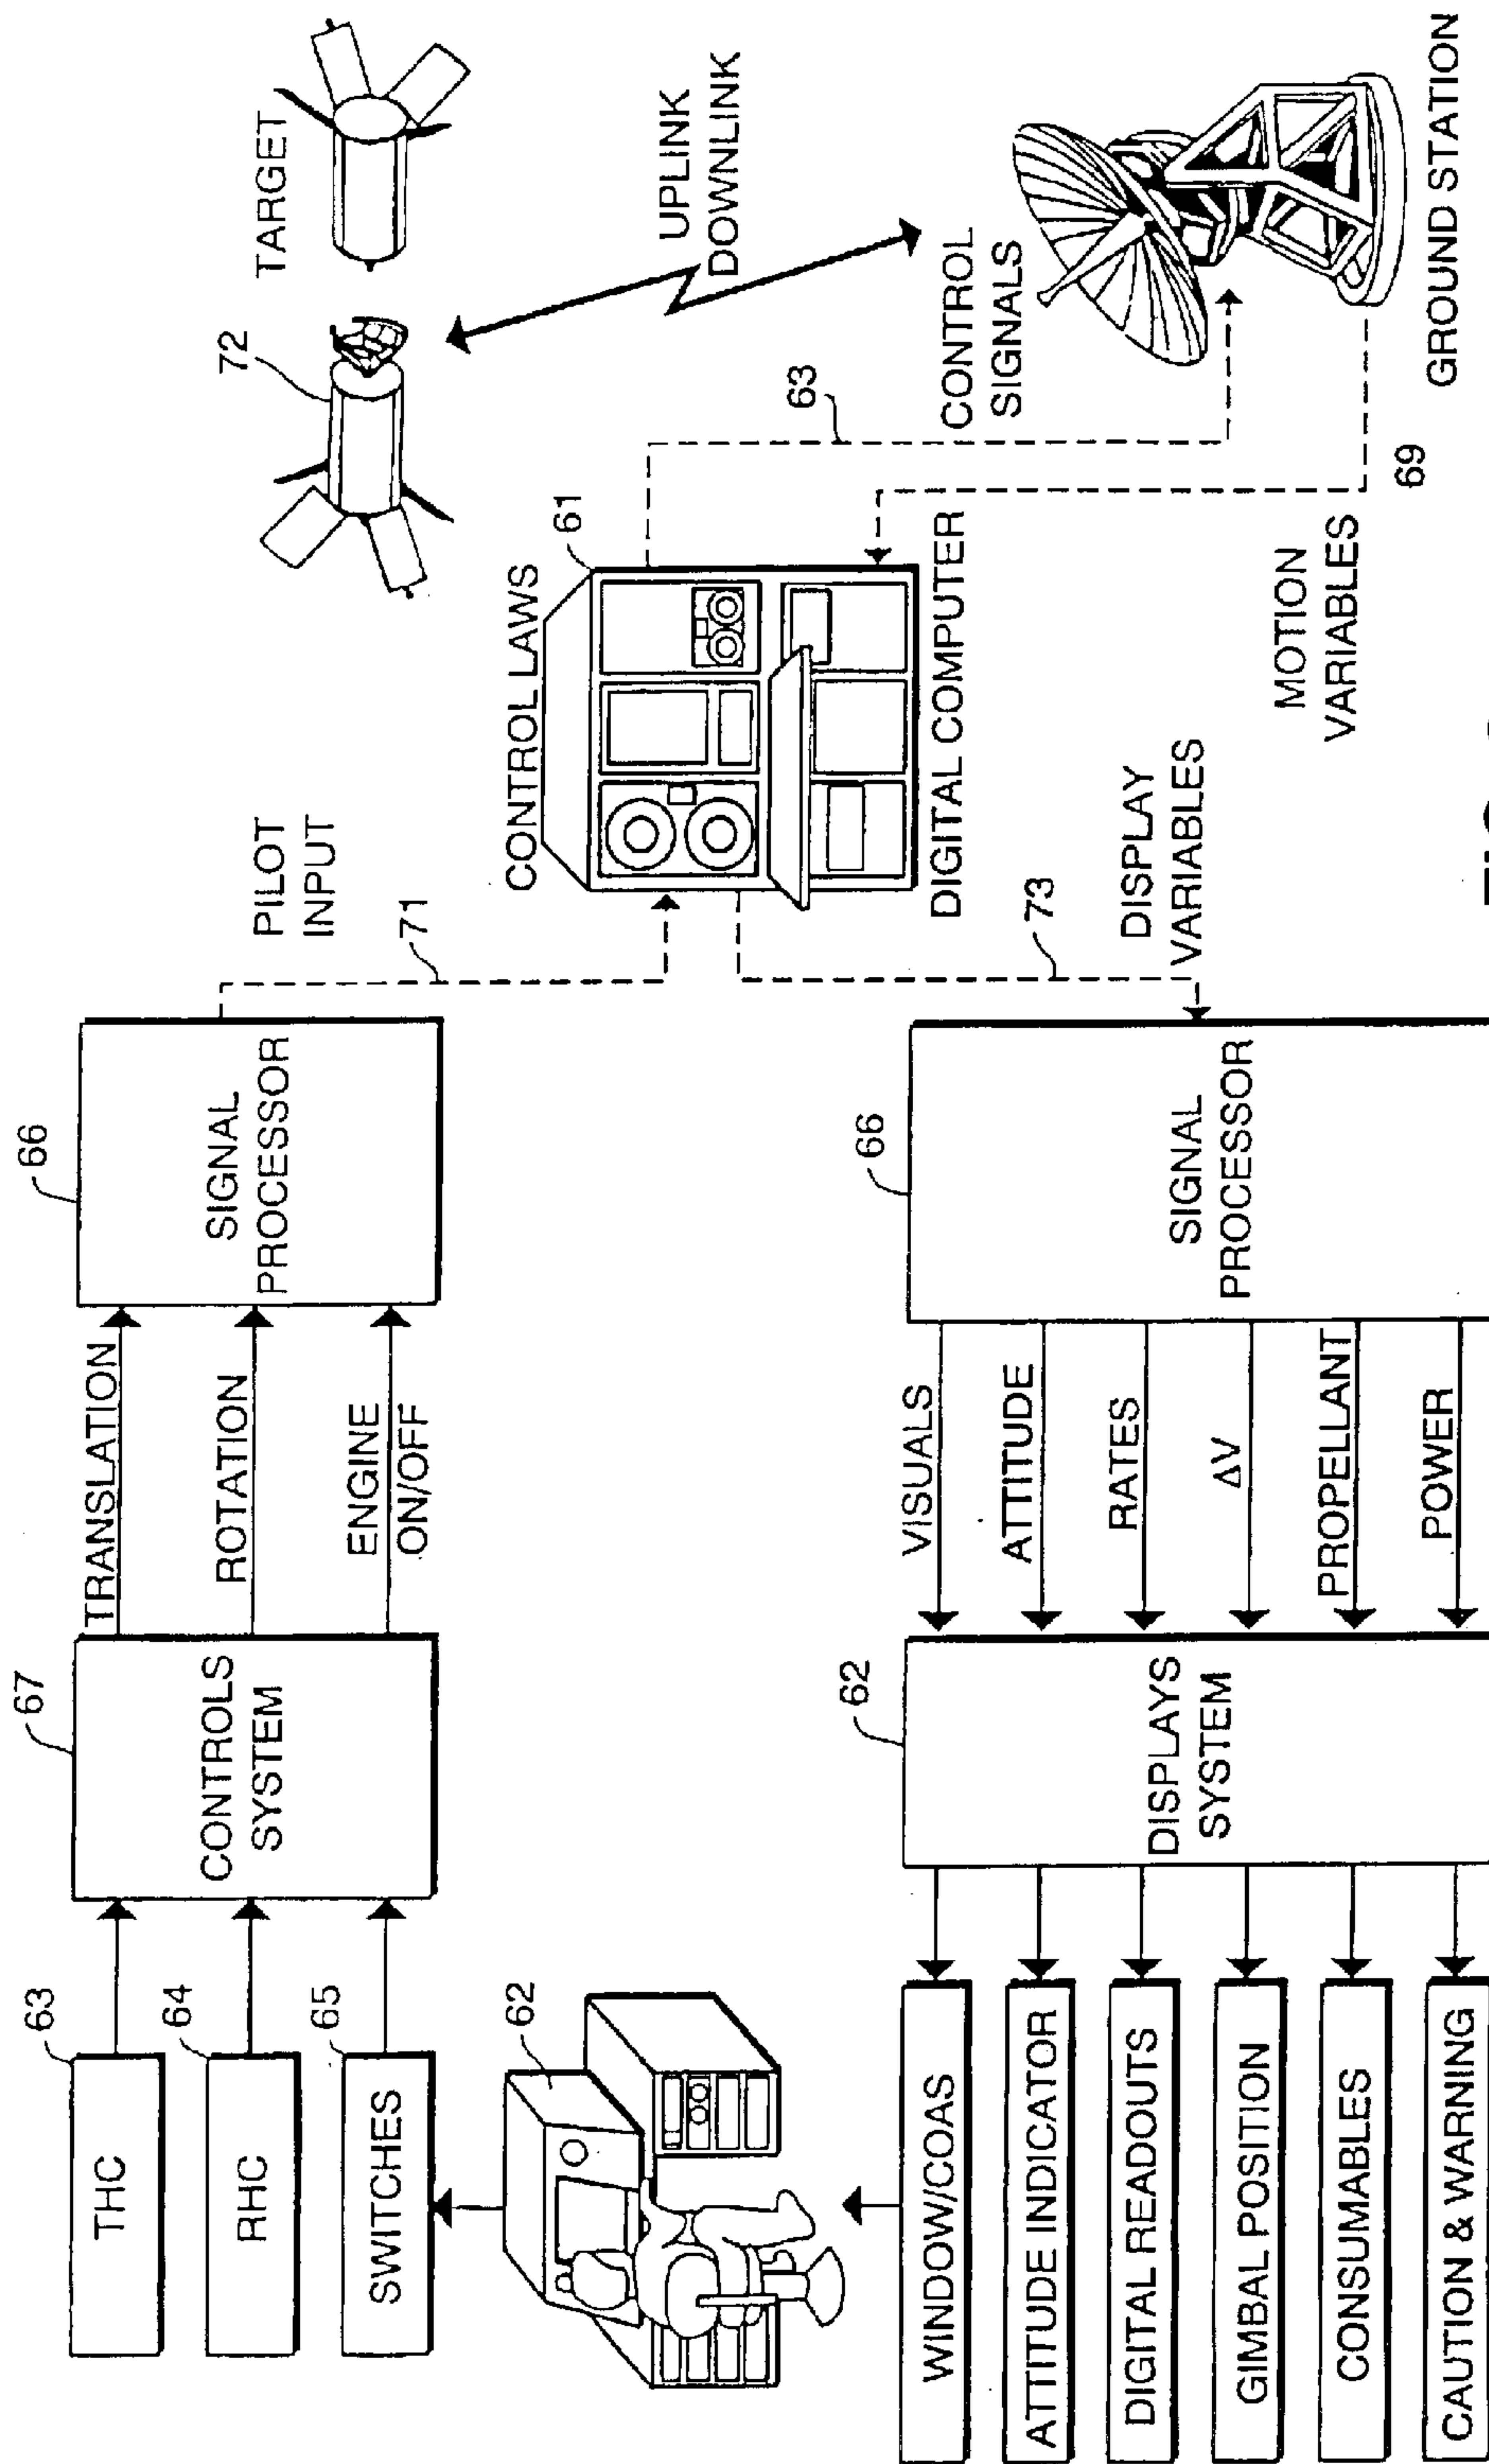 63
THC
64
RHC
65
SWITCHES
67
CONTROLS
SYSTEM
TRANSLATION
ROTATION
ENGINE
ON/OFF
66
SIGNAL
PROCESSOR
PILOT
INPUT
71
62
CONTROL LAWS
61
DIGITAL COMPUTER
72
TARGET
UPLINK
DOWNLINK
63
CONTROL
SIGNALS
GROUND STATION
69
MOTION
VARIABLES
73
DISPLAY
VARIABLES
66
SIGNAL
PROCESSOR
VISUALS
ATTITUDE
RATES
ΔV
PROPELLANT
POWER
62
DISPLAYS
SYSTEM
WINDOW/COAS
ATTITUDE INDICATOR
DIGITAL READOUTS
GIMBAL POSITION
CONSUMABLES
CAUTION & WARNING